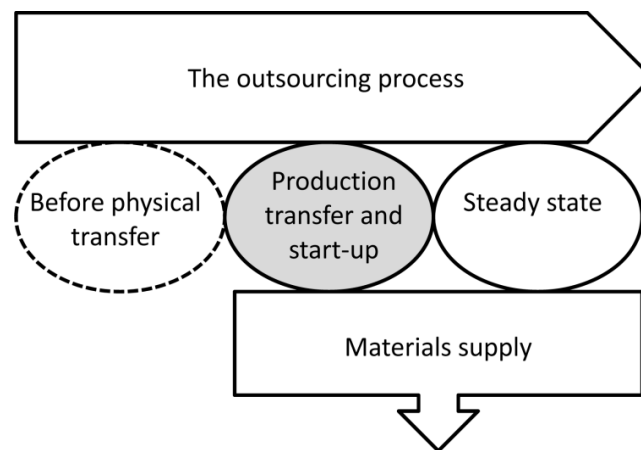 The outsourcing process
Before physical
transfer
Production
transfer and
start-up
Steady state
Materials supply